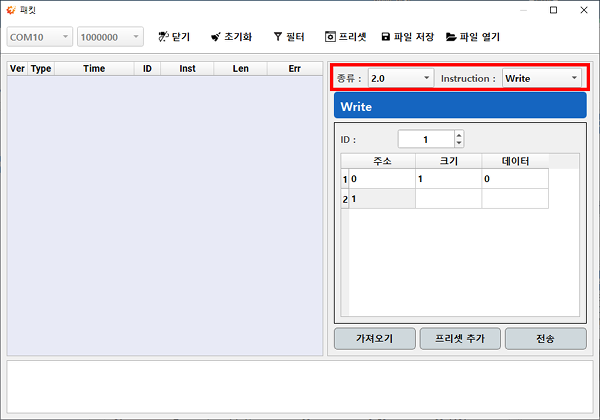 패킷
COM10 1000000 닫기 초기화 필터 프리셋 파일 저장 파일 열기
Ver Type Time ID Inst Len Err
종류 : 2.0 Instruction : Write
Write
ID : 1
주소 크기 데이터
1 0 1 0
2 1
가져오기 프리셋 추가 전송